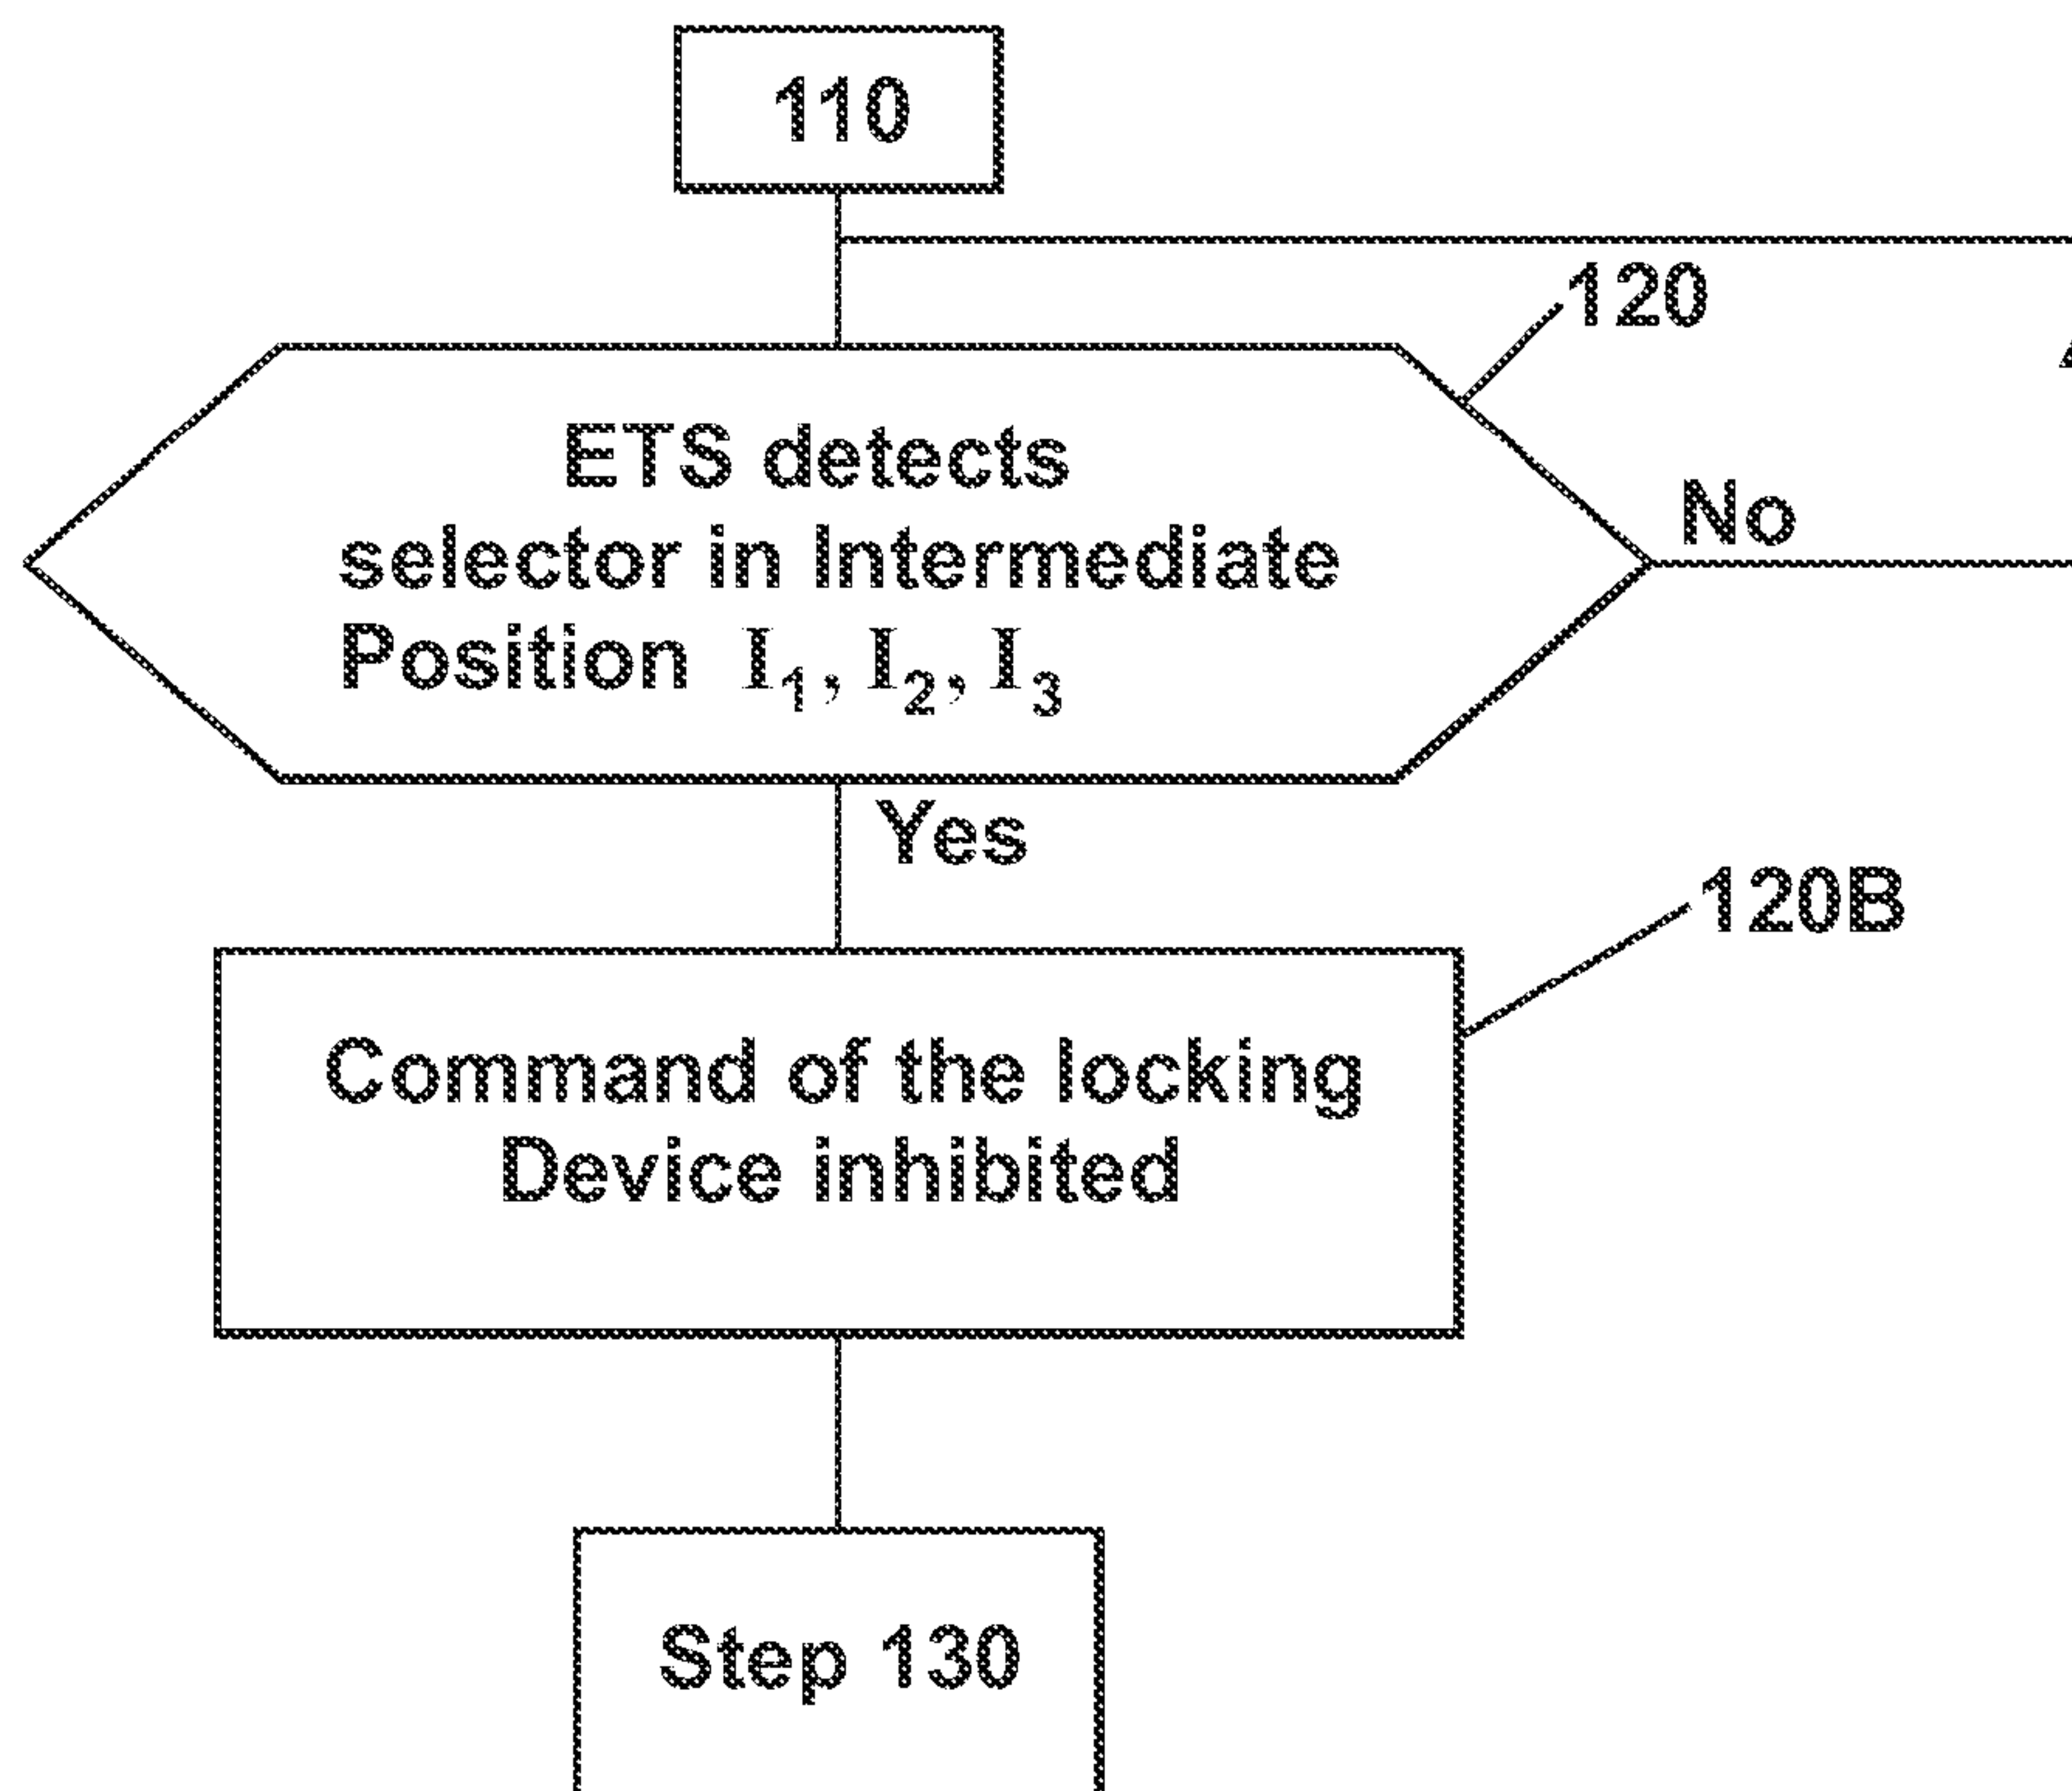 110
120
ETS detects
selector in Intermediate
Position I₁, I₂, I₃
No
Yes
120B
Command of the locking
Device inhibited
Step 130